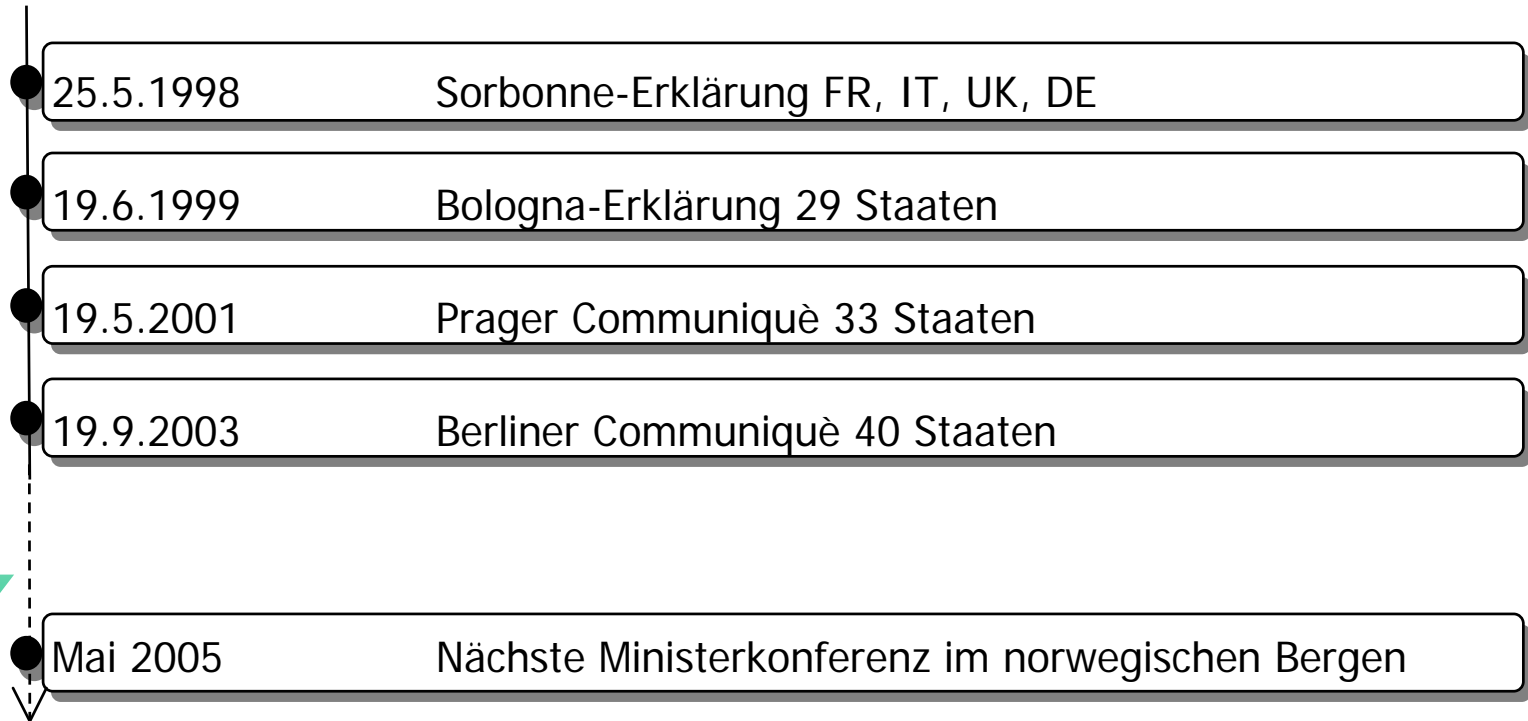 25.5.1998 Sorbonne-Erklärung FR, IT, UK, DE
19.6.1999 Bologna-Erklärung 29 Staaten
19.5.2001 Prager Communiquè 33 Staaten
19.9.2003 Berliner Communiquè 40 Staaten
Mai 2005 Nächste Ministerkonferenz im norwegischen Bergen